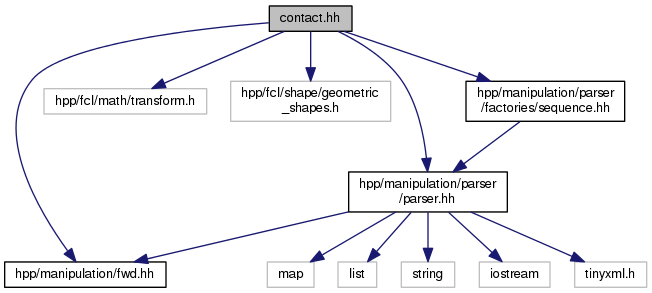 contact.hh
hpp/fcl/math/transform.h
hpp/fcl/shape/geometric
_shapes.h
hpp/manipulation/parser
/factories/sequence.hh
hpp/manipulation/parser
/parser.hh
hpp/manipulation/fwd.hh
map
list
string
iostream
tinyxml.h